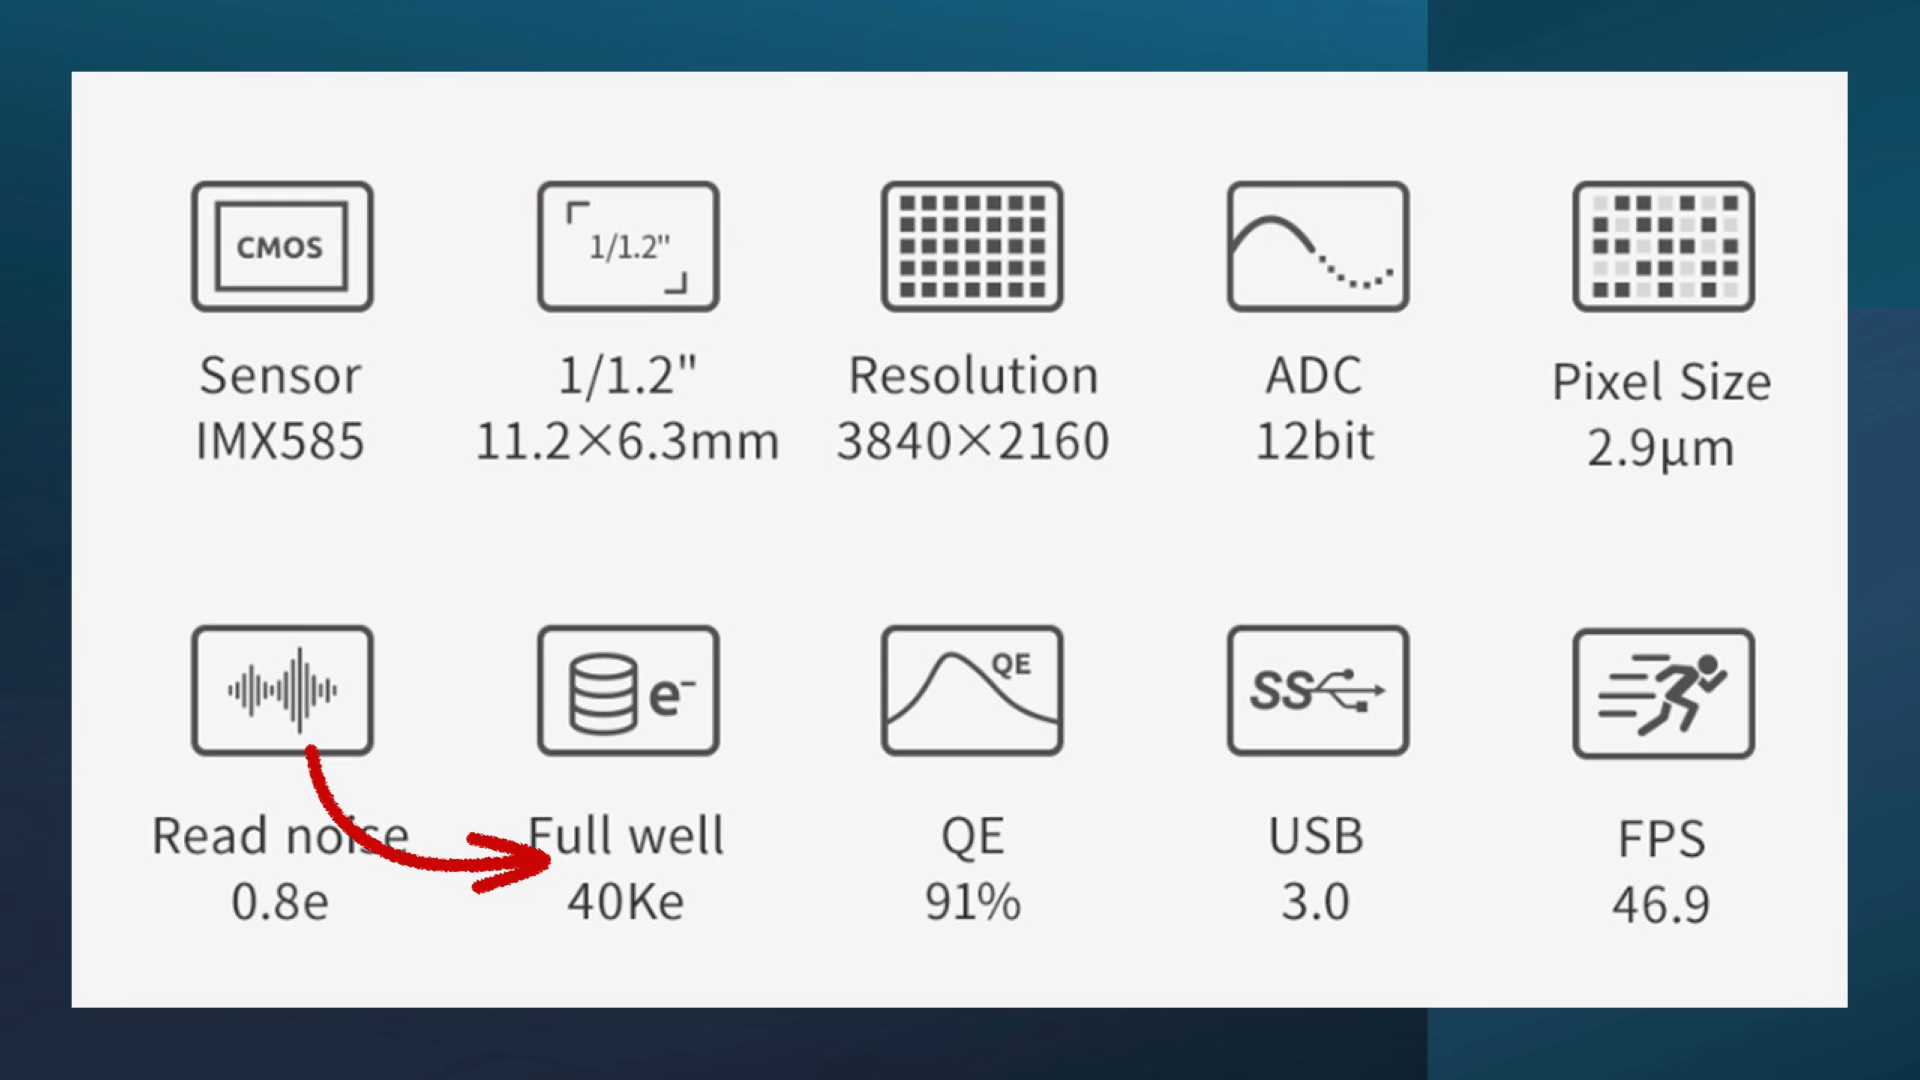 CMOS
1/1.2"
Sensor
IMX585
1/1.2"
11.2×6.3mm
Resolution
3840×2160
ADC
12bit
Pixel Size
2.9μm
e⁻
QE
SS
Read noise
0.8e
Full well
40Ke
QE
91%
USB
3.0
FPS
46.9